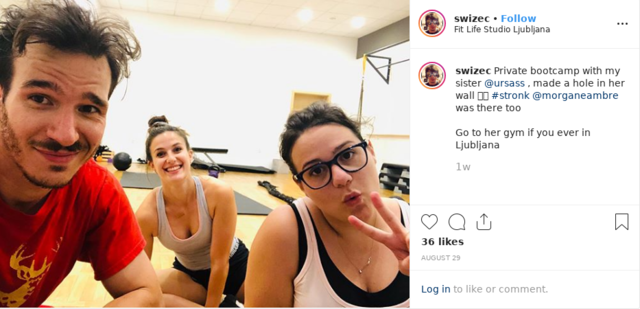 swizec • Follow
Fit Life Studio Ljubljana
swizec Private bootcamp with my
sister @ursass , made a hole in her
wall #stronk @morganeambre
was there too
Go to her gym if you ever in
Ljubljana
1w
36 likes
AUGUST 29
Log in to like or comment.